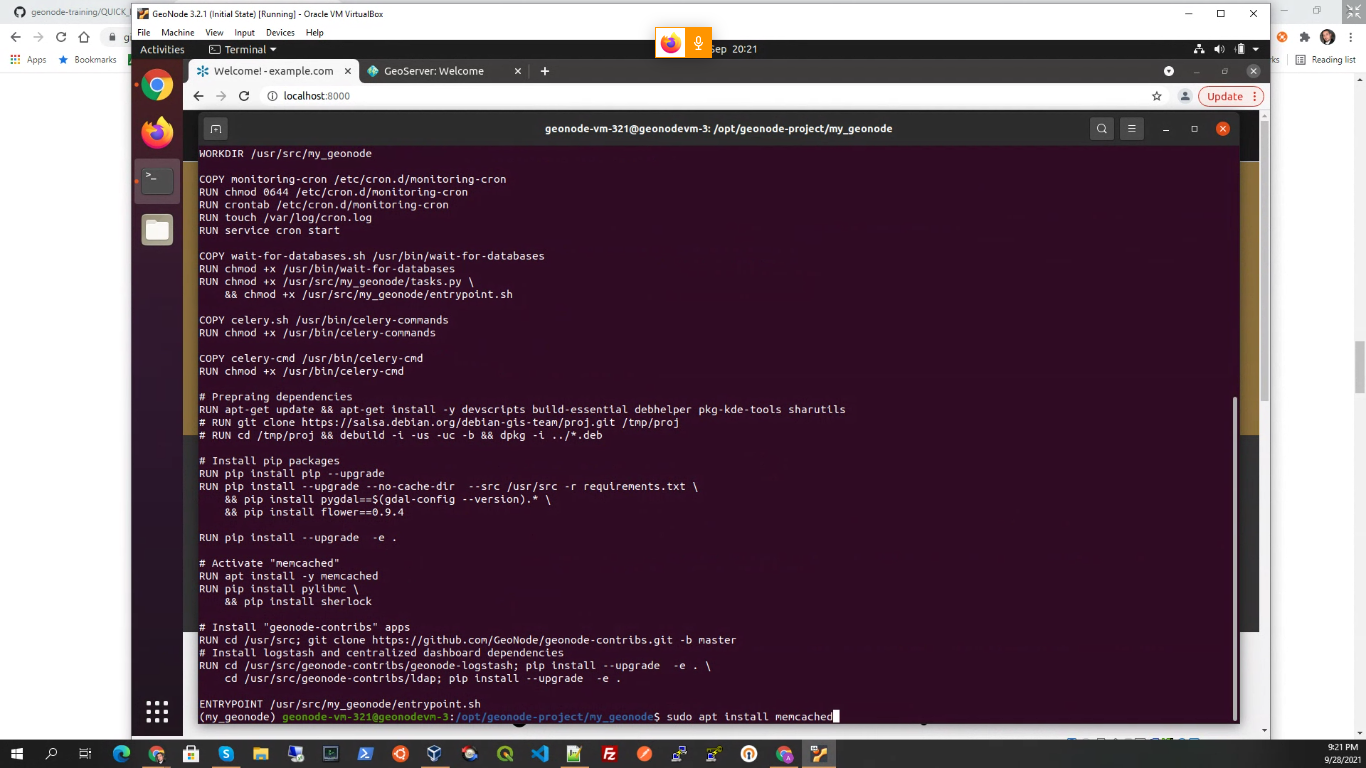 geonode-training/QUICK_
GeoNode 3.2.1 (Initial State) [Running] - Oracle VM VirtualBox
File Machine View Input Devices Help
Activities Terminal Sep 20:21
Apps Bookmarks Reading list
Welcome! - example.com GeoServer: Welcome
localhost:8000 Update
geonode-vm-321@geonodevm-3: /opt/geonode-project/my_geonode
WORKDIR /usr/src/my_geonode
COPY monitoring-cron /etc/cron.d/monitoring-cron
RUN chmod 0644 /etc/cron.d/monitoring-cron
RUN crontab /etc/cron.d/monitoring-cron
RUN touch /var/log/cron.log
RUN service cron start
COPY wait-for-databases.sh /usr/bin/wait-for-databases
RUN chmod +x /usr/bin/wait-for-databases
RUN chmod +x /usr/src/my_geonode/tasks.py \
&& chmod +x /usr/src/my_geonode/entrypoint.sh
COPY celery.sh /usr/bin/celery-commands
RUN chmod +x /usr/bin/celery-commands
COPY celery-cmd /usr/bin/celery-cmd
RUN chmod +x /usr/bin/celery-cmd
# Prepraing dependencies
RUN apt-get update && apt-get install -y devscripts build-essential debhelper pkg-kde-tools sharutils
# RUN git clone https://salsa.debian.org/debian-gis-team/proj.git /tmp/proj
# RUN cd /tmp/proj && debuild -i -us -uc -b && dpkg -i ../*.deb
# Install pip packages
RUN pip install pip --upgrade
RUN pip install --upgrade --no-cache-dir  --src /usr/src -r requirements.txt \
&& pip install pygdal==$(gdal-config --version).* \
&& pip install flower==0.9.4
RUN pip install --upgrade  -e .
# Activate "memcached"
RUN apt install -y memcached
RUN pip install pylibmc \
&& pip install sherlock
# Install "geonode-contribs" apps
RUN cd /usr/src; git clone https://github.com/GeoNode/geonode-contribs.git -b master
# Install logstash and centralized dashboard dependencies
RUN cd /usr/src/geonode-contribs/geonode-logstash; pip install --upgrade  -e . \
cd /usr/src/geonode-contribs/ldap; pip install --upgrade  -e .
ENTRYPOINT /usr/src/my_geonode/entrypoint.sh
(my_geonode) geonode-vm-321@geonodevm-3:/opt/geonode-project/my_geonode$ sudo apt install memcached
9:21 PM
9/28/2021